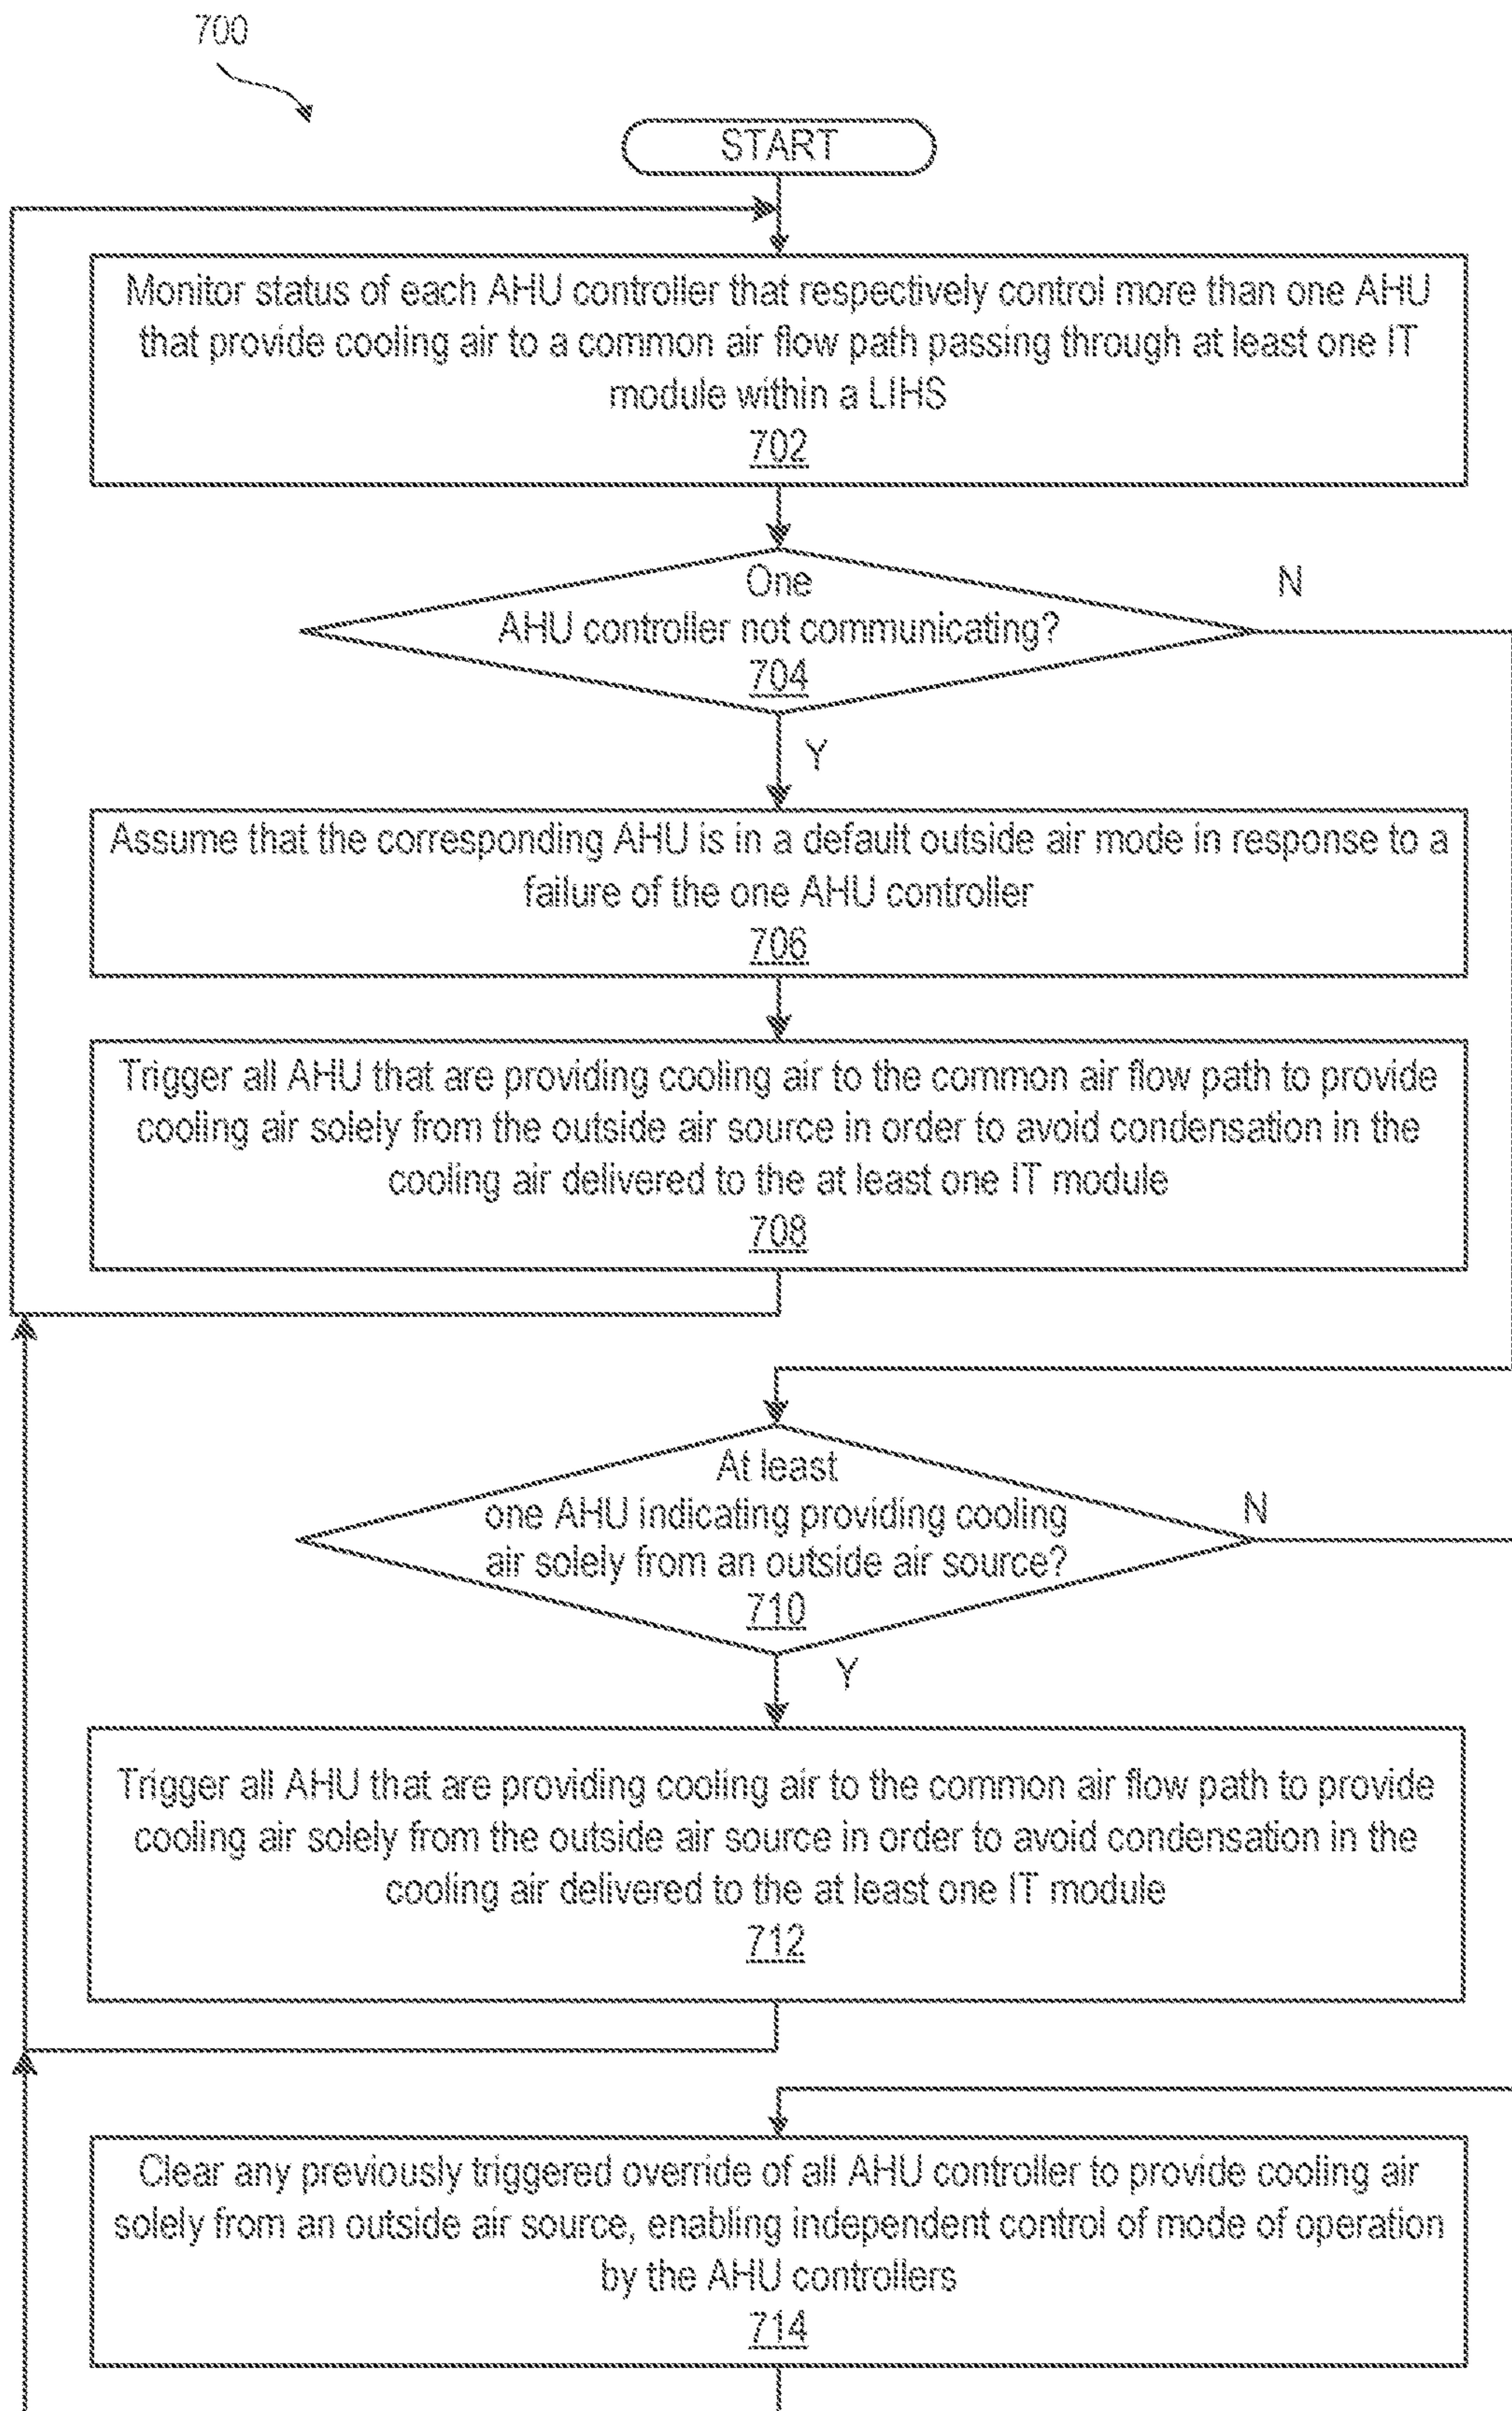 700
START
Monitor status of each AHU controller that respectively control more than one AHU
that provide cooling air to a common air flow path passing through at least one IT
module within a LIHS
702
One
AHU controller not communicating?
704
N
Y
Assume that the corresponding AHU is in a default outside air mode in response to a
failure of the one AHU controller
706
Trigger all AHU that are providing cooling air to the common air flow path to provide
cooling air solely from the outside air source in order to avoid condensation in the
cooling air delivered to the at least one IT module
708
At least
one AHU indicating providing cooling
air solely from an outside air source?
710
N
Y
Trigger all AHU that are providing cooling air to the common air flow path to provide
cooling air solely from the outside air source in order to avoid condensation in the
cooling air delivered to the at least one IT module
712
Clear any previously triggered override of all AHU controller to provide cooling air
solely from an outside air source, enabling independent control of mode of operation
by the AHU controllers
714